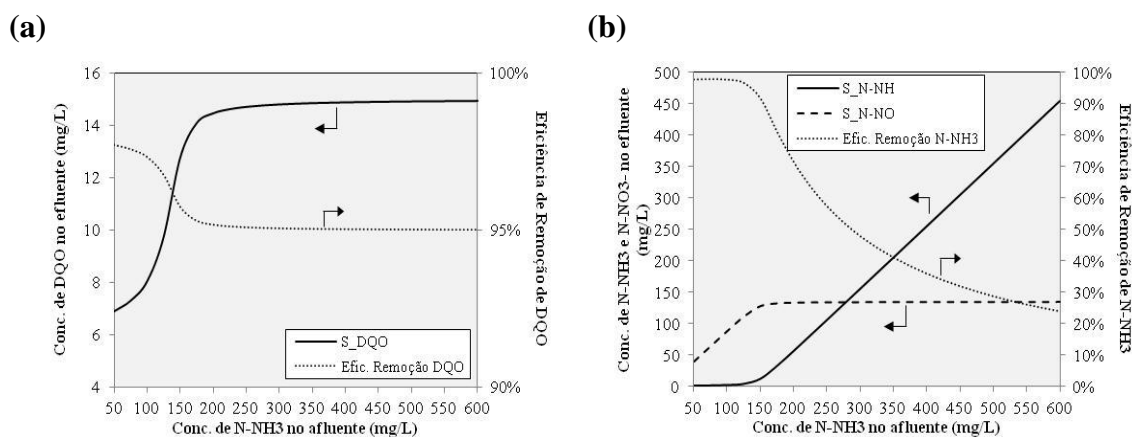 (a)
Conc. de DQO no efluente (mg/L)
16
14
12
10
8
6
4
100%
95%
90%
Eficiência de Remoção de DQO
S_DQO
Efic. Remoção DQO
50 100 150 200 250 300 350 400 450 500 550 600
Conc. de N-NH3 no afluente (mg/L)
(b)
Conc. de N-NH3 e N-NO3- no efluente
(mg/L)
500
450
400
350
300
250
200
150
100
50
0
100%
90%
80%
70%
60%
50%
40%
30%
20%
10%
0%
Eficiência de Remoção de N-NH3
S_N-NH
S_N-NO
Efic. Remoção N-NH3
50 100 150 200 250 300 350 400 450 500 550 600
Conc. de N-NH3 no afluente (mg/L)